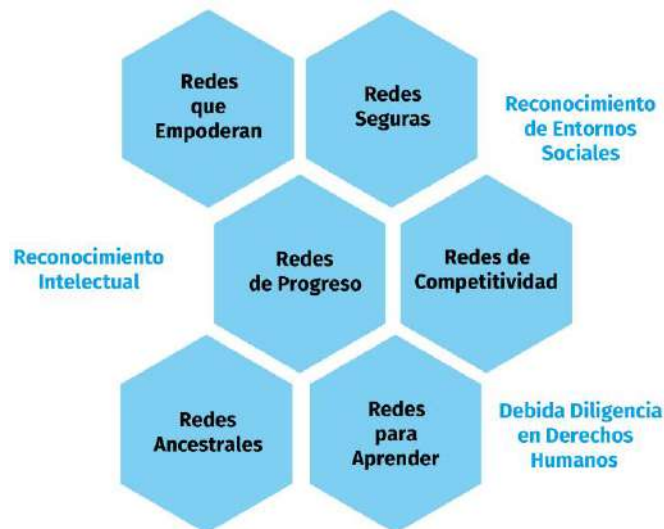 Redes
que
Empoderan
Redes
Seguras
Reconocimiento
de Entornos
Sociales
Reconocimiento
Intelectual
Redes
de Progreso
Redes de
Competitividad
Redes
Ancestrales
Redes
para
Aprender
Debida Diligencia
en Derechos
Humanos